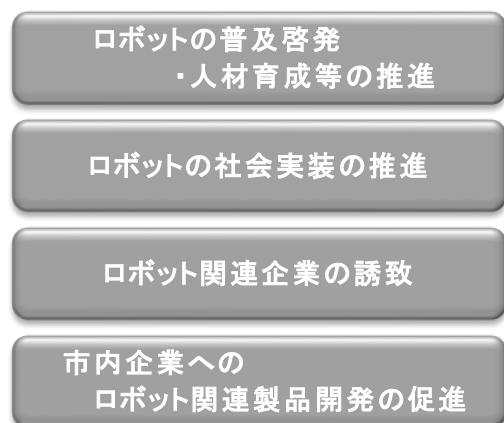 ロボットの普及啓発
・人材育成等の推進
ロボットの社会実装の推進
ロボット関連企業の誘致
市内企業への
ロボット関連製品開発の促進